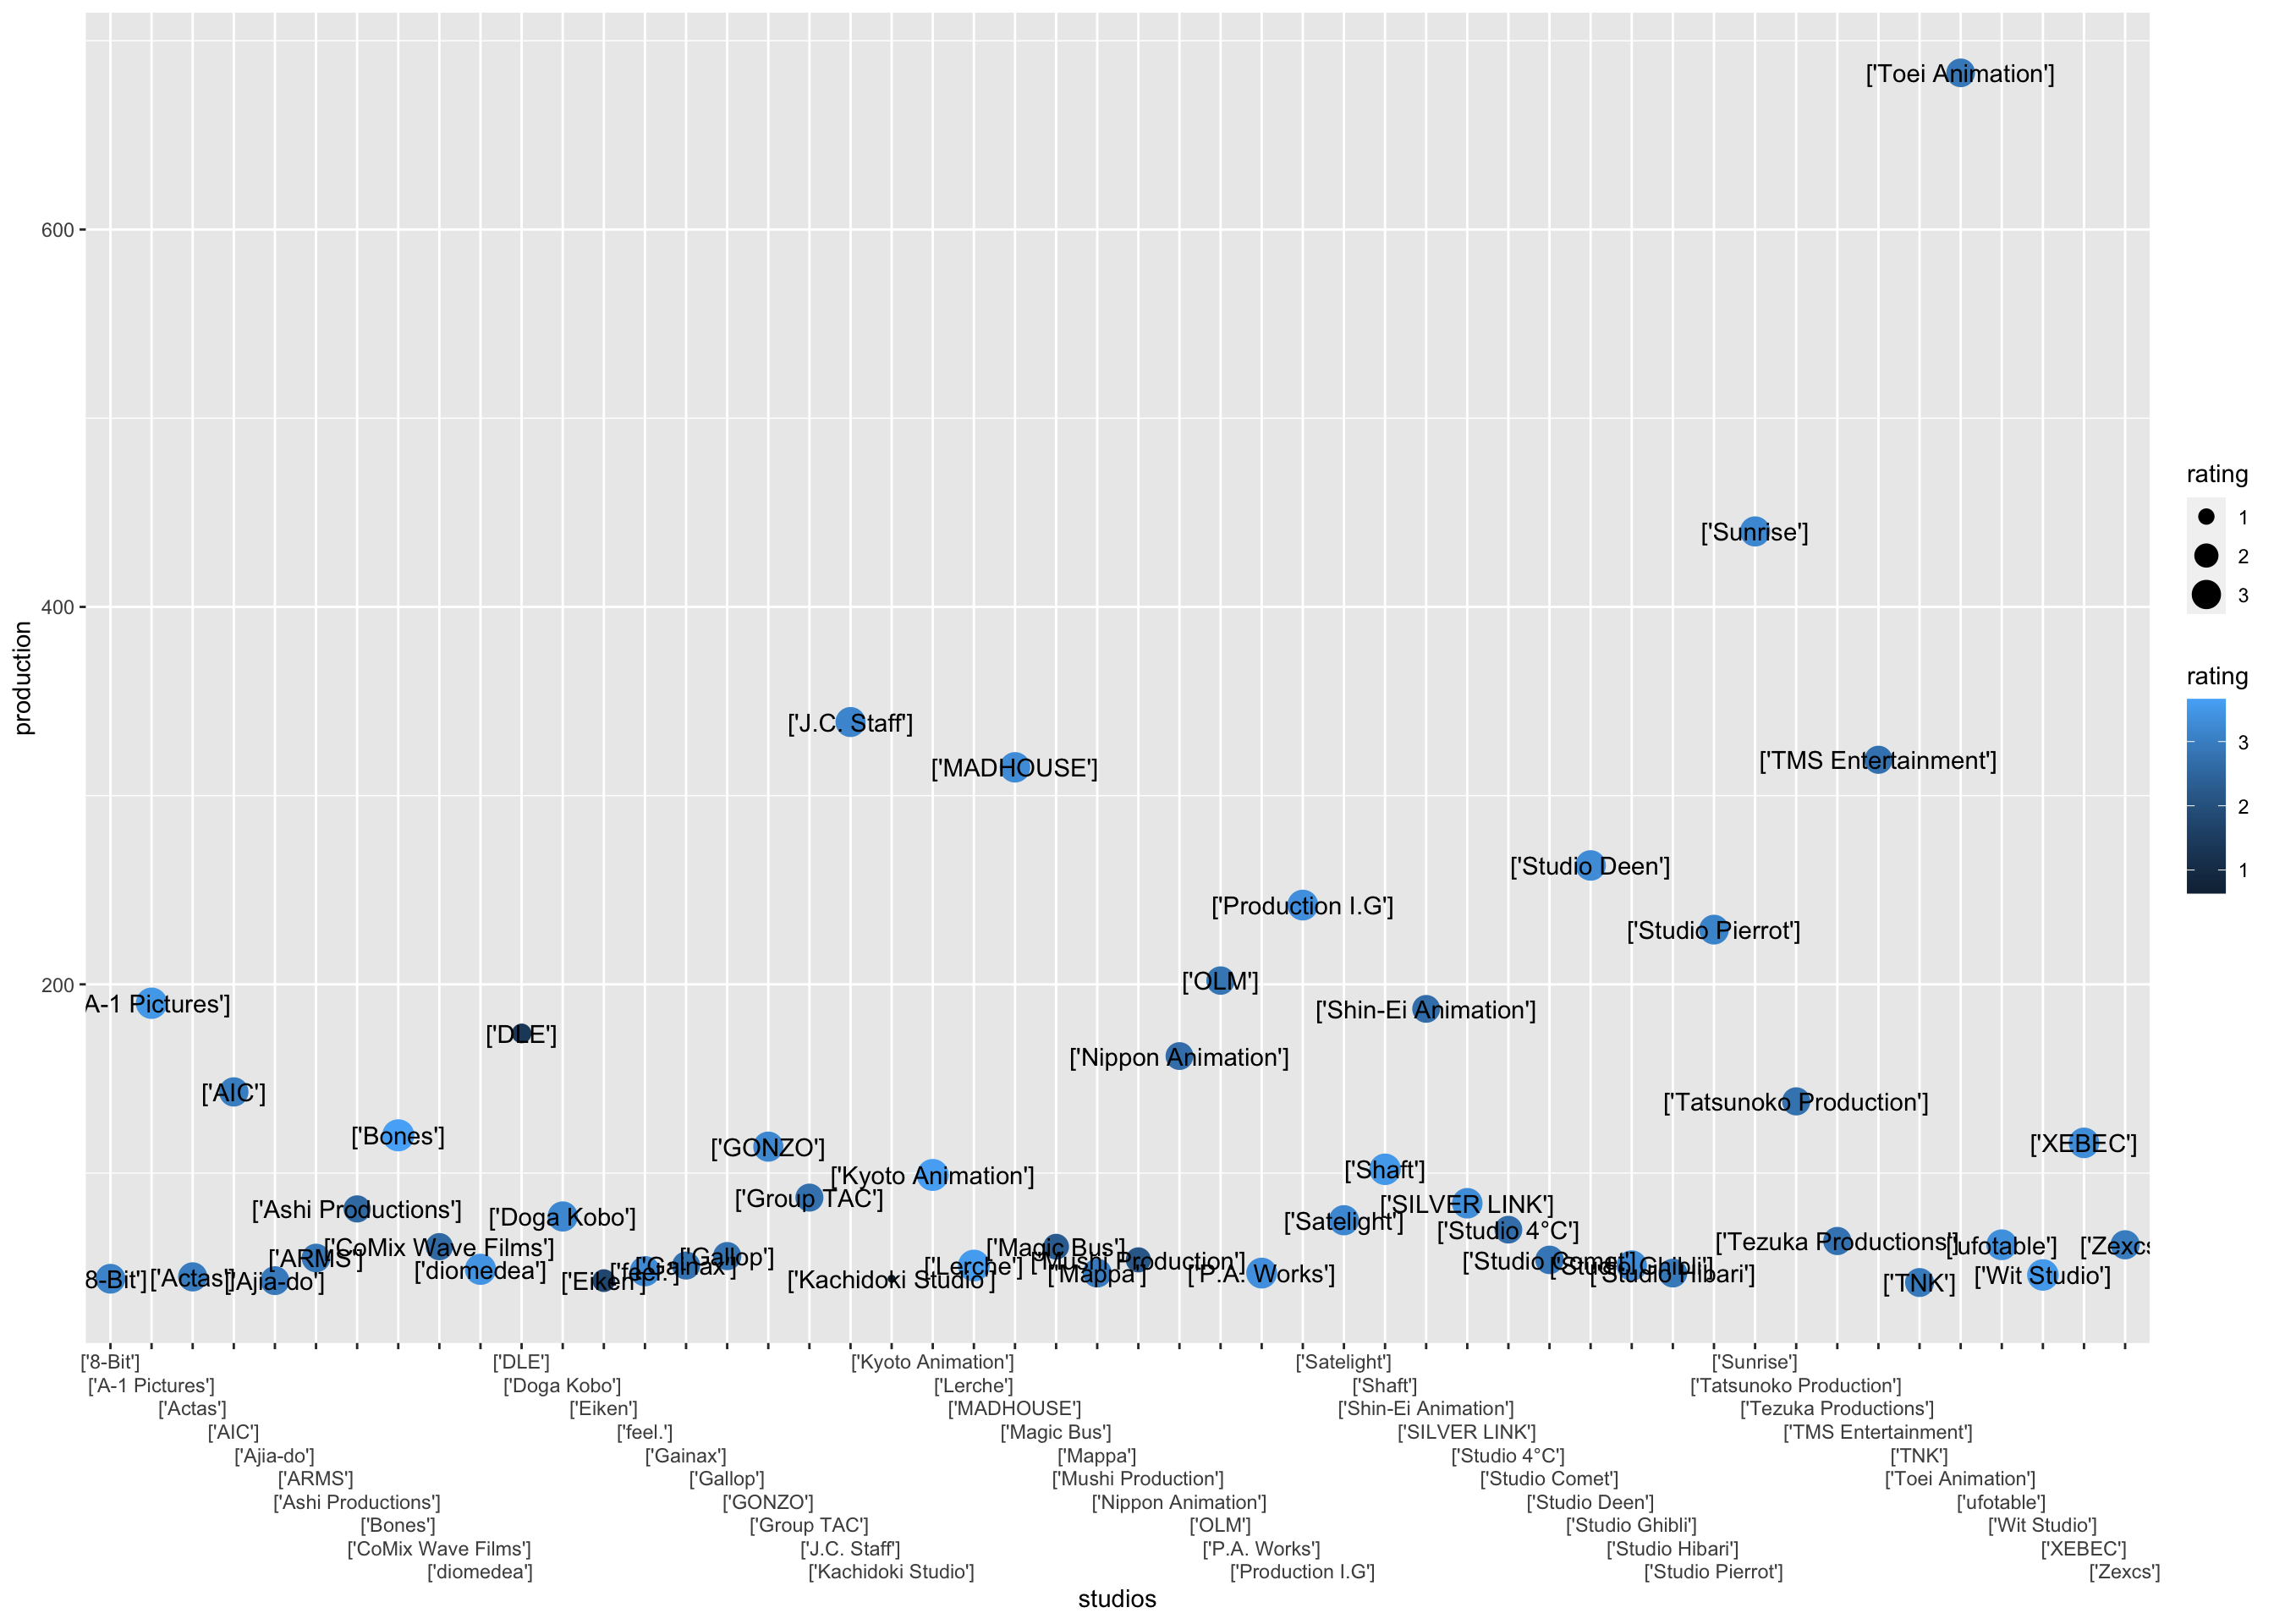 ['Toei Animation']
600
['Sunrise']
400
production
['J.C. Staff']
['MADHOUSE']
['TMS Entertainment']
['Studio Deen']
['Production I.G']
['Studio Pierrot']
200
['OLM']
A-1 Pictures']
['Shin-Ei Animation']
['DLE']
['Nippon Animation']
['AIC']
['Tatsunoko Production']
['Bones']
['GONZO']
['XEBEC']
['Shaft']
['Kyoto Animation']
['Group TAC']
['SILVER LINK']
['Ashi Productions']
['Doga Kobo']
['Satelight']
['Studio 4°C']
['Tezuka Productions']
['CoMix Wave Films']
['Magic Bus']
['ufotable']
['Zexcs
['ARMS']
['Gallop']
['Mushi Production']
['Studio Comet']
['Gainax']
['Lerche']
['Studio Ghibli']
['diomedea']
['feel.']
['Mappa']
['P.A. Works']
['Studio Hibari']
['Wit Studio']
8-Bit']
['Actas']
['Ajia-do']
['Eiken']
['Kachidoki Studio']
['TNK']
['8-Bit']
['A-1 Pictures']
['Actas']
['AIC']
['Ajia-do']
['ARMS']
['Ashi Productions']
['Bones']
['CoMix Wave Films']
['diomedea']
['DLE']
['Doga Kobo']
['Eiken']
['feel.']
['Gainax']
['Gallop']
['GONZO']
['Group TAC']
['J.C. Staff']
['Kachidoki Studio']
['Kyoto Animation']
['Lerche']
['MADHOUSE']
['Magic Bus']
['Mappa']
['Mushi Production']
['Nippon Animation']
['OLM']
['P.A. Works']
['Production I.G']
['Satelight']
['Shaft']
['Shin-Ei Animation']
['SILVER LINK']
['Studio 4°C']
['Studio Comet']
['Studio Deen']
['Studio Ghibli']
['Studio Hibari']
['Studio Pierrot']
['Sunrise']
['Tatsunoko Production']
['Tezuka Productions']
['TMS Entertainment']
['TNK']
['Toei Animation']
['ufotable']
['Wit Studio']
['XEBEC']
['Zexcs']
studios
rating
1
2
3
rating
3
2
1